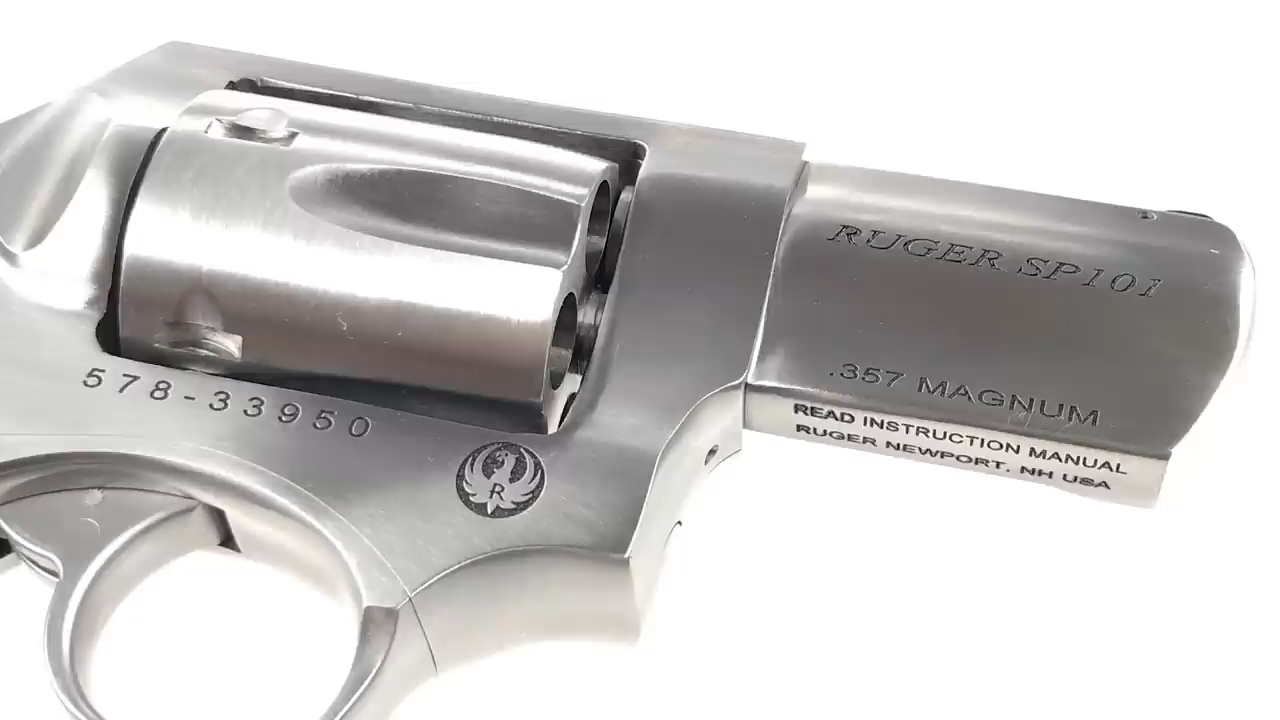 RUGER SP101
.357 MAGNUM
READ INSTRUCTION MANUAL
RUGER NEWPORT, NH USA
578-33950
R